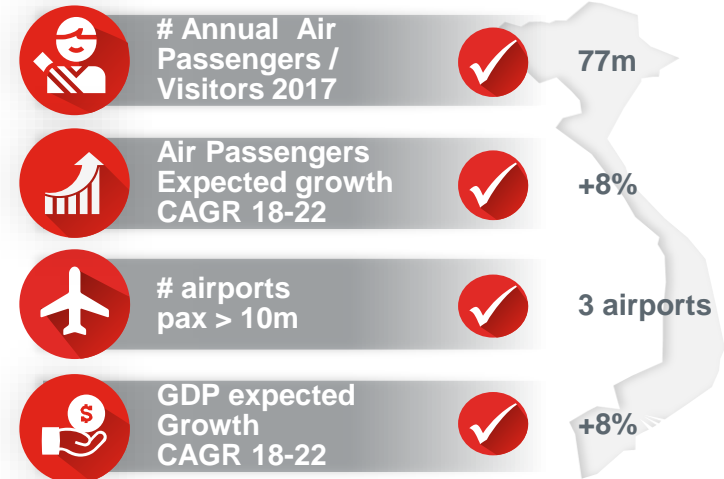 # Annual Air
Passengers /
Visitors 2017
77m
Air Passengers
Expected growth
CAGR 18-22
+8%
# airports
pax > 10m
3 airports
$
GDP expected
Growth
CAGR 18-22
+8%